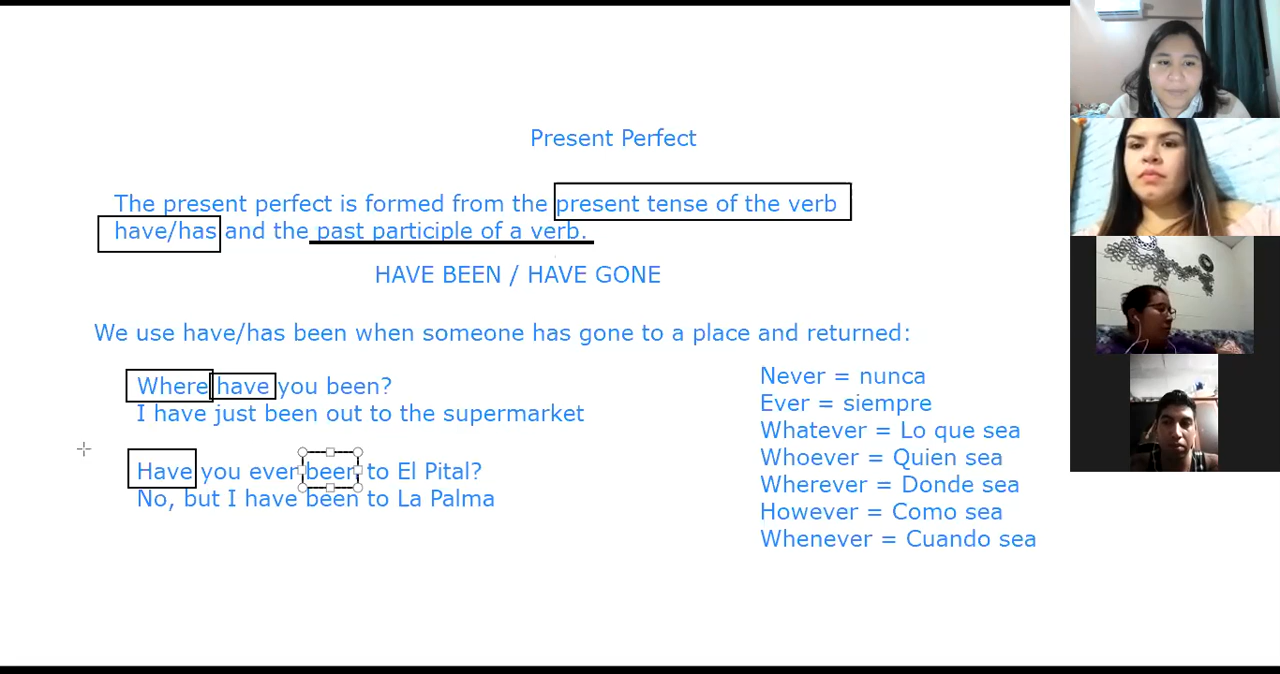 Present Perfect
The present perfect is formed from the present tense of the verb
have/has and the past participle of a verb.
HAVE BEEN / HAVE GONE
We use have/has been when someone has gone to a place and returned:
Where have you been?
I have just been out to the supermarket
Have you ever been to El Pital?
No, but I have been to La Palma
Never = nunca
Ever = siempre
Whatever = Lo que sea
Whoever = Quien sea
Wherever = Donde sea
However = Como sea
Whenever = Cuando sea